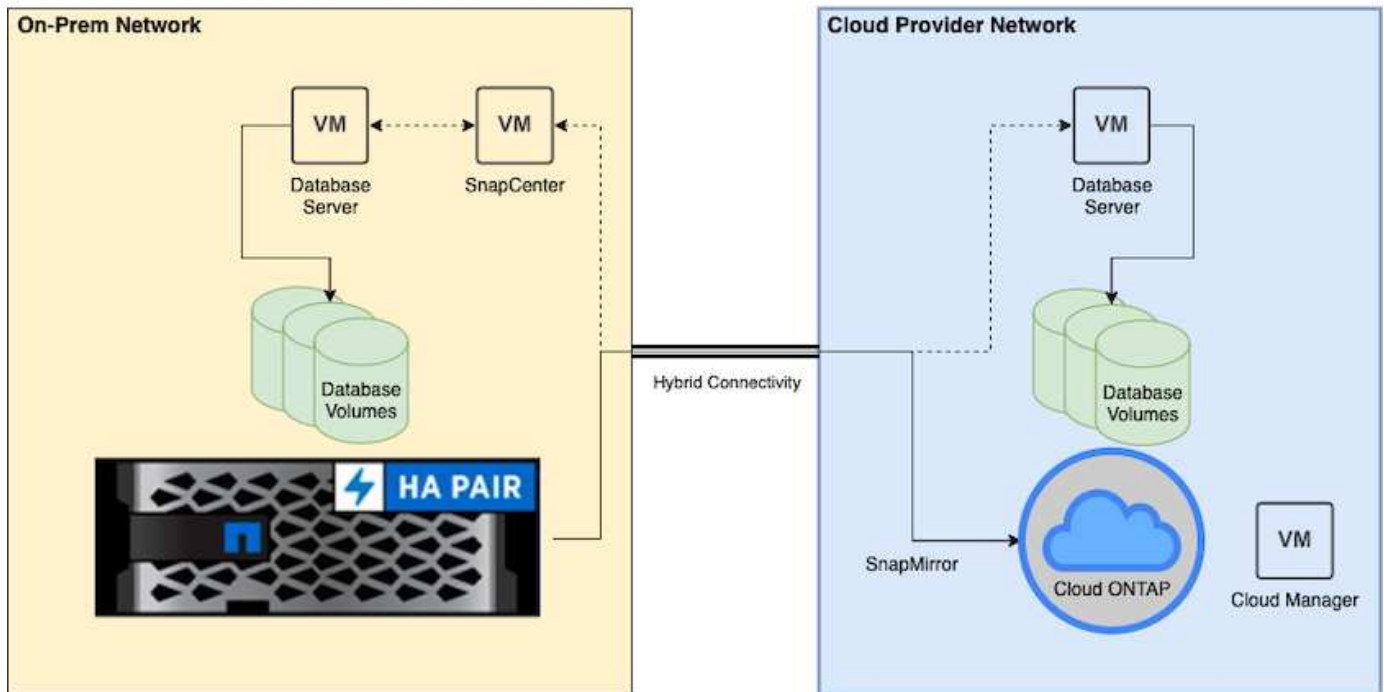 On-Prem Network
VM
VM
Database
Server
SnapCenter
Database
Volumes
HA PAIR
Hybrid Connectivity
Cloud Provider Network
VM
Database
Server
Database
Volumes
SnapMirror
Cloud ONTAP
VM
Cloud Manager